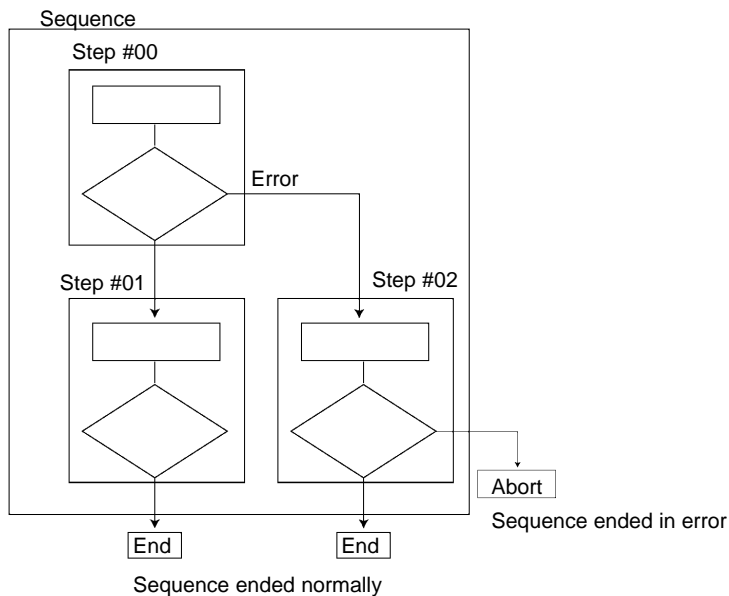 Sequence
Step #00
Error
Step #01
Step #02
Abort
Sequence ended in error
End
End
Sequence ended normally